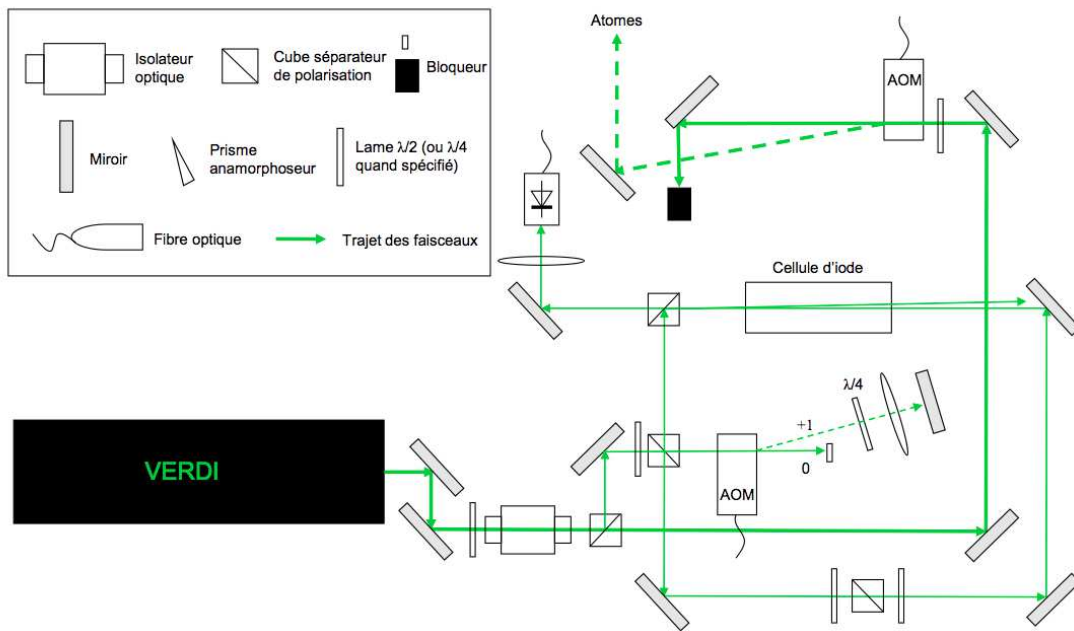 Isolateur
optique
Cube séparateur
de polarisation
Bloqueur
Miroir
Prisme
anamorphoseur
Lame λ/2 (ou λ/4
quand spécifié)
Fibre optique
Trajet des faisceaux
Atomes
AOM
Cellule d'iode
λ/4
+1
0
AOM
VERDI